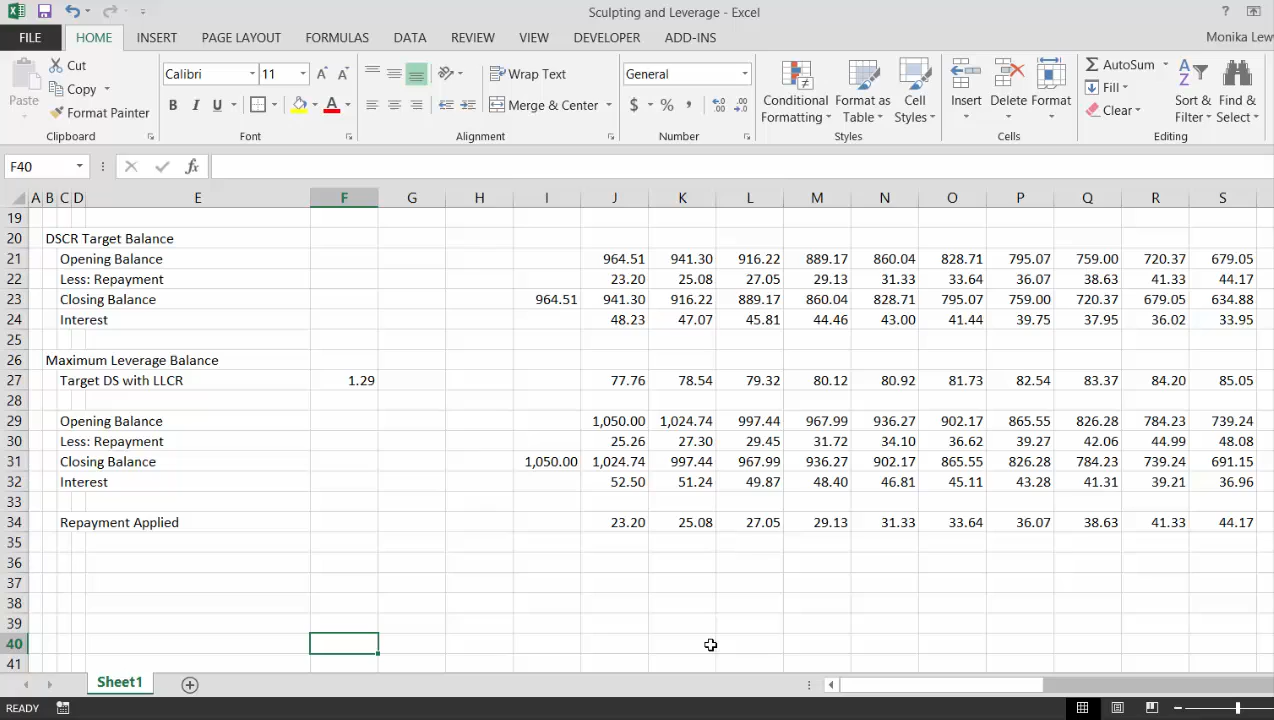 Sculpting and Leverage - Excel
?
FILE HOME INSERT PAGE LAYOUT FORMULAS DATA REVIEW VIEW DEVELOPER ADD-INS Monika Lew
Paste Cut Copy Format Painter Clipboard
Calibri 11 B I U A Font
Wrap Text Merge & Center Alignment
General $ % , Number
Conditional Formatting Format as Table Cell Styles Styles
Insert Delete Format Cells
AutoSum Fill Clear Sort & Filter Find & Select Editing
F40 fx
A B C D E F G H I J K L M N O P Q R S
19
20 DSCR Target Balance
21 Opening Balance 964.51 941.30 916.22 889.17 860.04 828.71 795.07 759.00 720.37 679.05
22 Less: Repayment 23.20 25.08 27.05 29.13 31.33 33.64 36.07 38.63 41.33 44.17
23 Closing Balance 964.51 941.30 916.22 889.17 860.04 828.71 795.07 759.00 720.37 679.05 634.88
24 Interest 48.23 47.07 45.81 44.46 43.00 41.44 39.75 37.95 36.02 33.95
25
26 Maximum Leverage Balance
27 Target DS with LLCR 1.29 77.76 78.54 79.32 80.12 80.92 81.73 82.54 83.37 84.20 85.05
28
29 Opening Balance 1,050.00 1,024.74 997.44 967.99 936.27 902.17 865.55 826.28 784.23 739.24
30 Less: Repayment 25.26 27.30 29.45 31.72 34.10 36.62 39.27 42.06 44.99 48.08
31 Closing Balance 1,050.00 1,024.74 997.44 967.99 936.27 902.17 865.55 826.28 784.23 739.24 691.15
32 Interest 52.50 51.24 49.87 48.40 46.81 45.11 43.28 41.31 39.21 36.96
33
34 Repayment Applied 23.20 25.08 27.05 29.13 31.33 33.64 36.07 38.63 41.33 44.17
35
36
37
38
39
40
41
Sheet1
READY